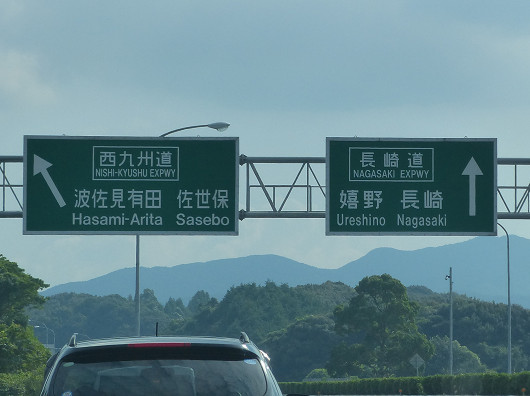 西九州道
NISHI-KYUSHU EXPWY
波佐見有田 佐世保
Hasami-Arita Sasebo
長崎道
NAGASAKI EXPWY
嬉野 長崎
Ureshino Nagasaki